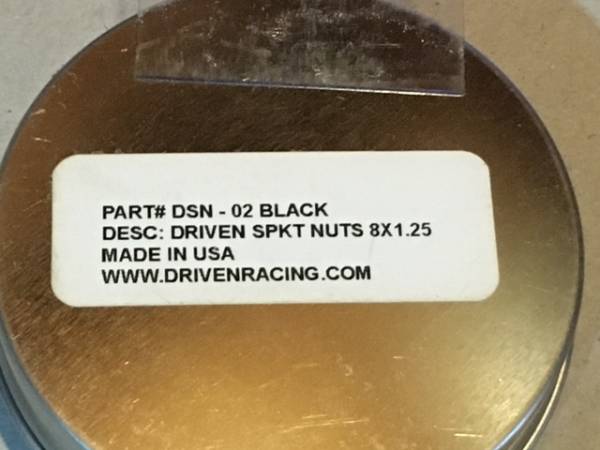 PART# DSN - 02 BLACK
DESC: DRIVEN SPKT NUTS 8X1.25
MADE IN USA
WWW.DRIVENRACING.COM